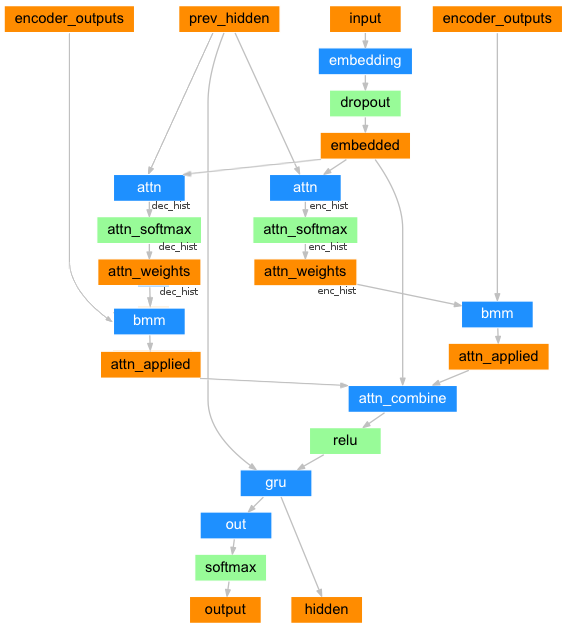 encoder_outputs
prev_hidden
input
encoder_outputs
embedding
dropout
embedded
attn
attn
dec_hist
enc_hist
attn_softmax
attn_softmax
dec_hist
enc_hist
attn_weights
attn_weights
dec_hist
enc_hist
bmm
bmm
attn_applied
attn_applied
attn_combine
relu
gru
out
softmax
output
hidden